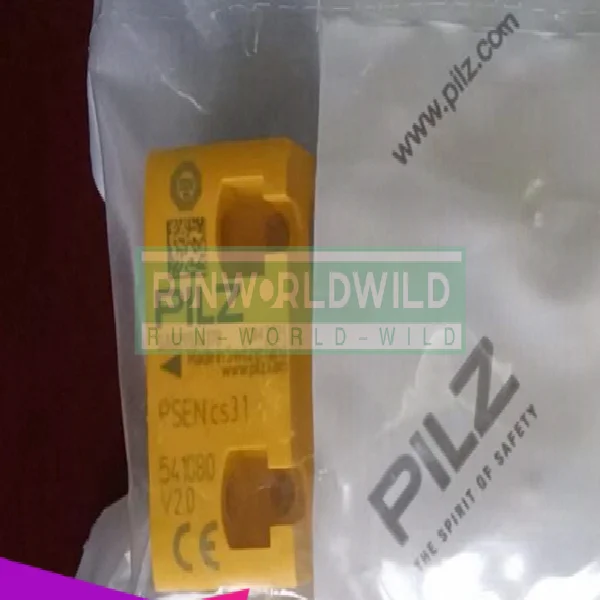 www.pilz.com
RUNWORLDWILD
RUN-WORLD-WILD
PILZ
www.pilz.com
PSEN cs3.1
541080
V2.0
CE
PILZ
THE SPIRIT OF SAFETY